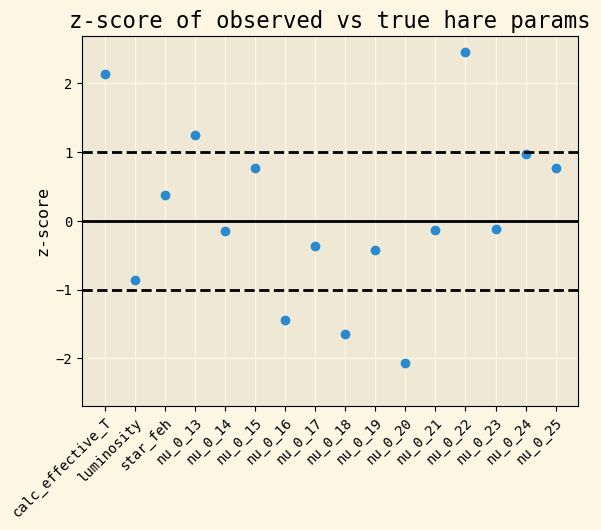 z-score of observed vs true hare params
z-score
2
1
0
−1
−2
calc_effective_T
luminosity
star_feh
nu_0_13
nu_0_14
nu_0_15
nu_0_16
nu_0_17
nu_0_18
nu_0_19
nu_0_20
nu_0_21
nu_0_22
nu_0_23
nu_0_24
nu_0_25